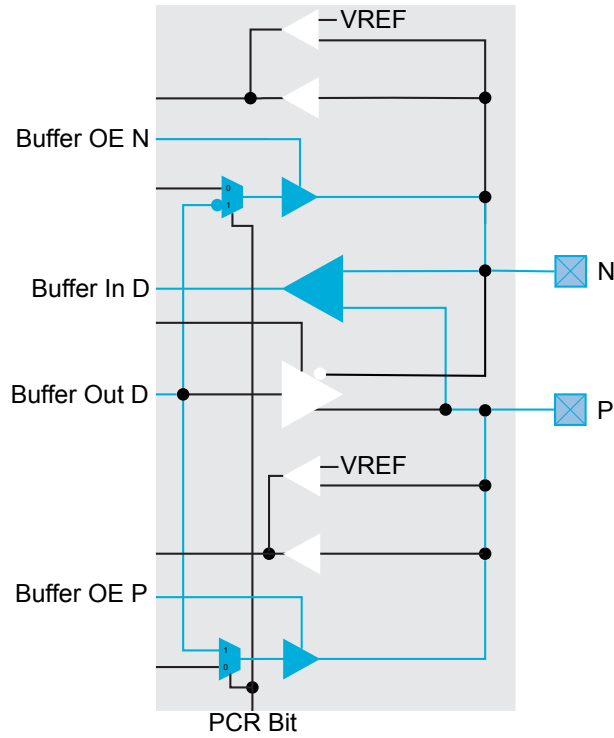 VREF
Buffer OE N
0
1
Buffer In D
N
Buffer Out D
P
VREF
Buffer OE P
1
0
PCR Bit